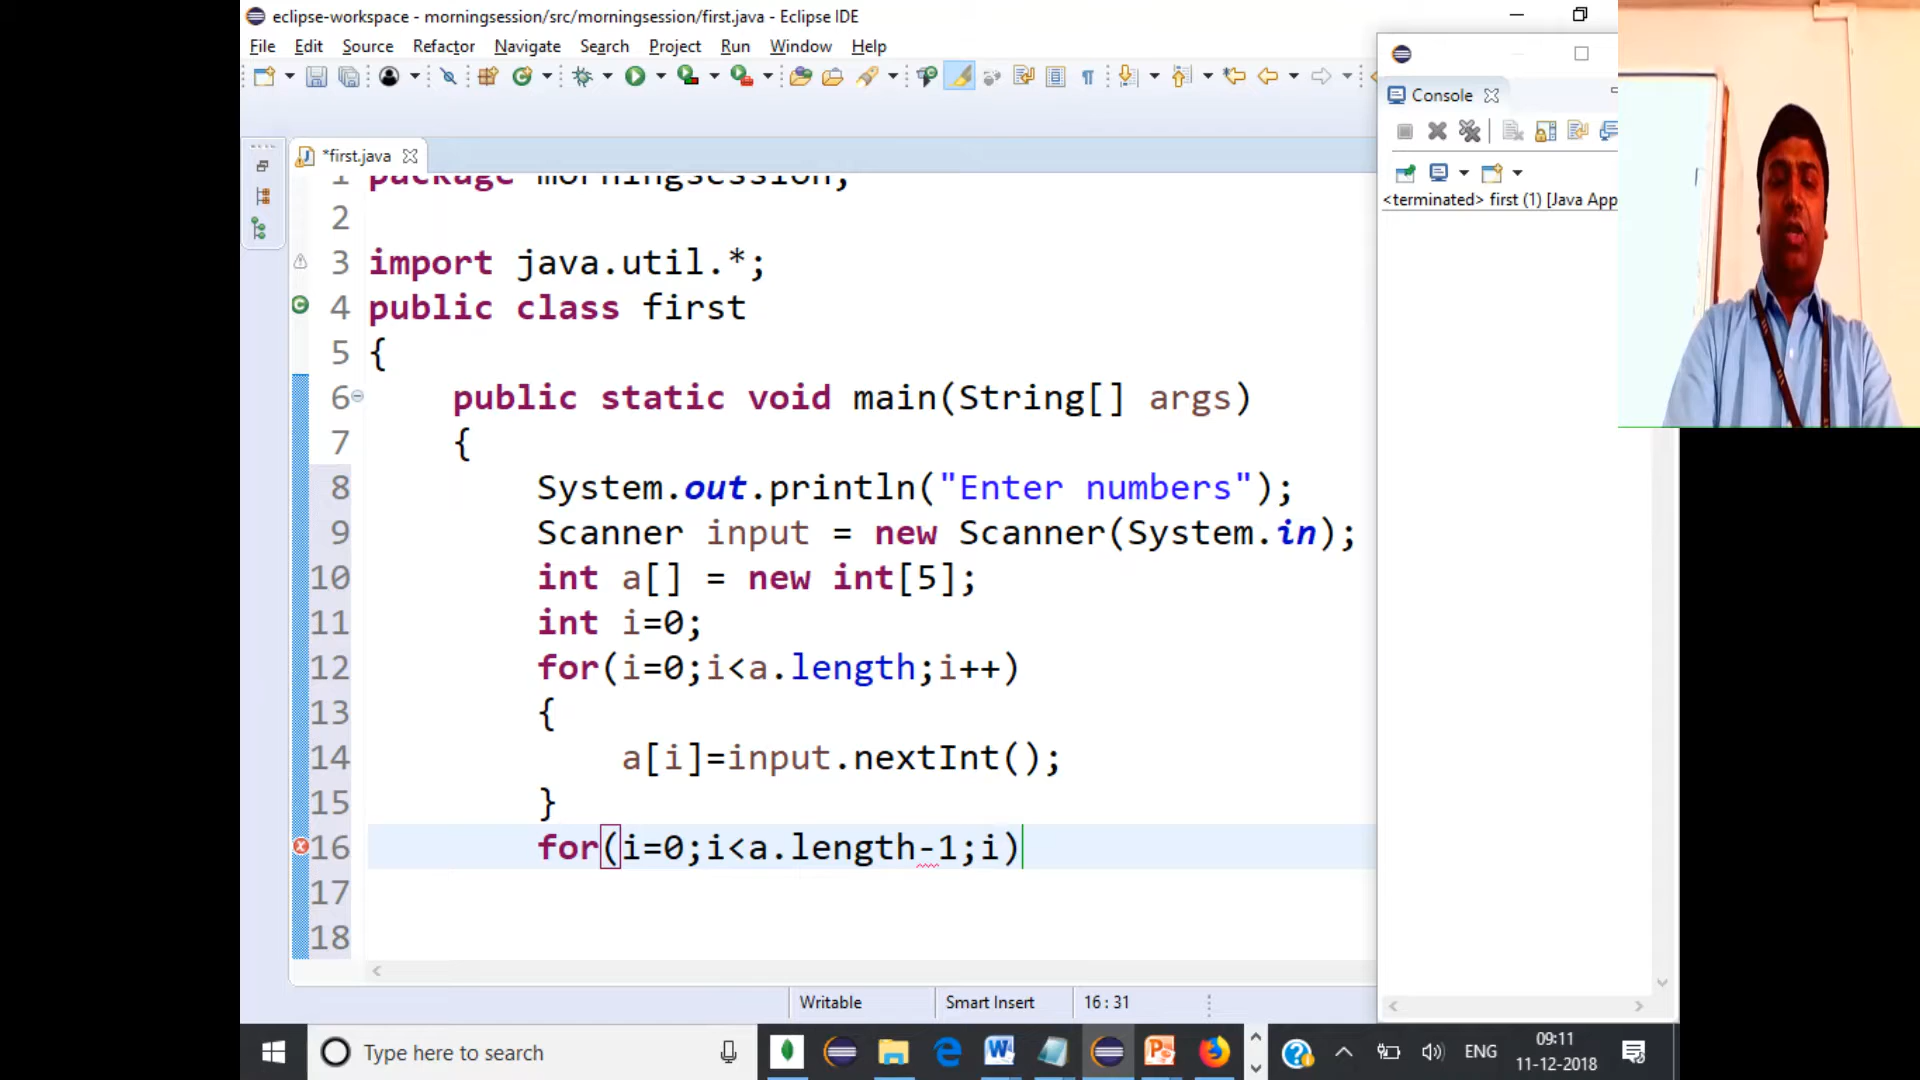 eclipse-workspace - morningsession/src/morningsession/first.java - Eclipse IDE
File Edit Source Refactor Navigate Search Project Run Window Help
*first.java
Console
<terminated> first (1) [Java App
1 package morningsession;
2
3 import java.util.*;
4 public class first
5 {
6 public static void main(String[] args)
7 {
8 System.out.println("Enter numbers");
9 Scanner input = new Scanner(System.in);
10 int a[] = new int[5];
11 int i=0;
12 for(i=0;i<a.length;i++)
13 {
14 a[i]=input.nextInt();
15 }
16 for(i=0;i<a.length-1;i)
17
18
Writable Smart Insert 16 : 31
Type here to search
ENG
09:11
11-12-2018